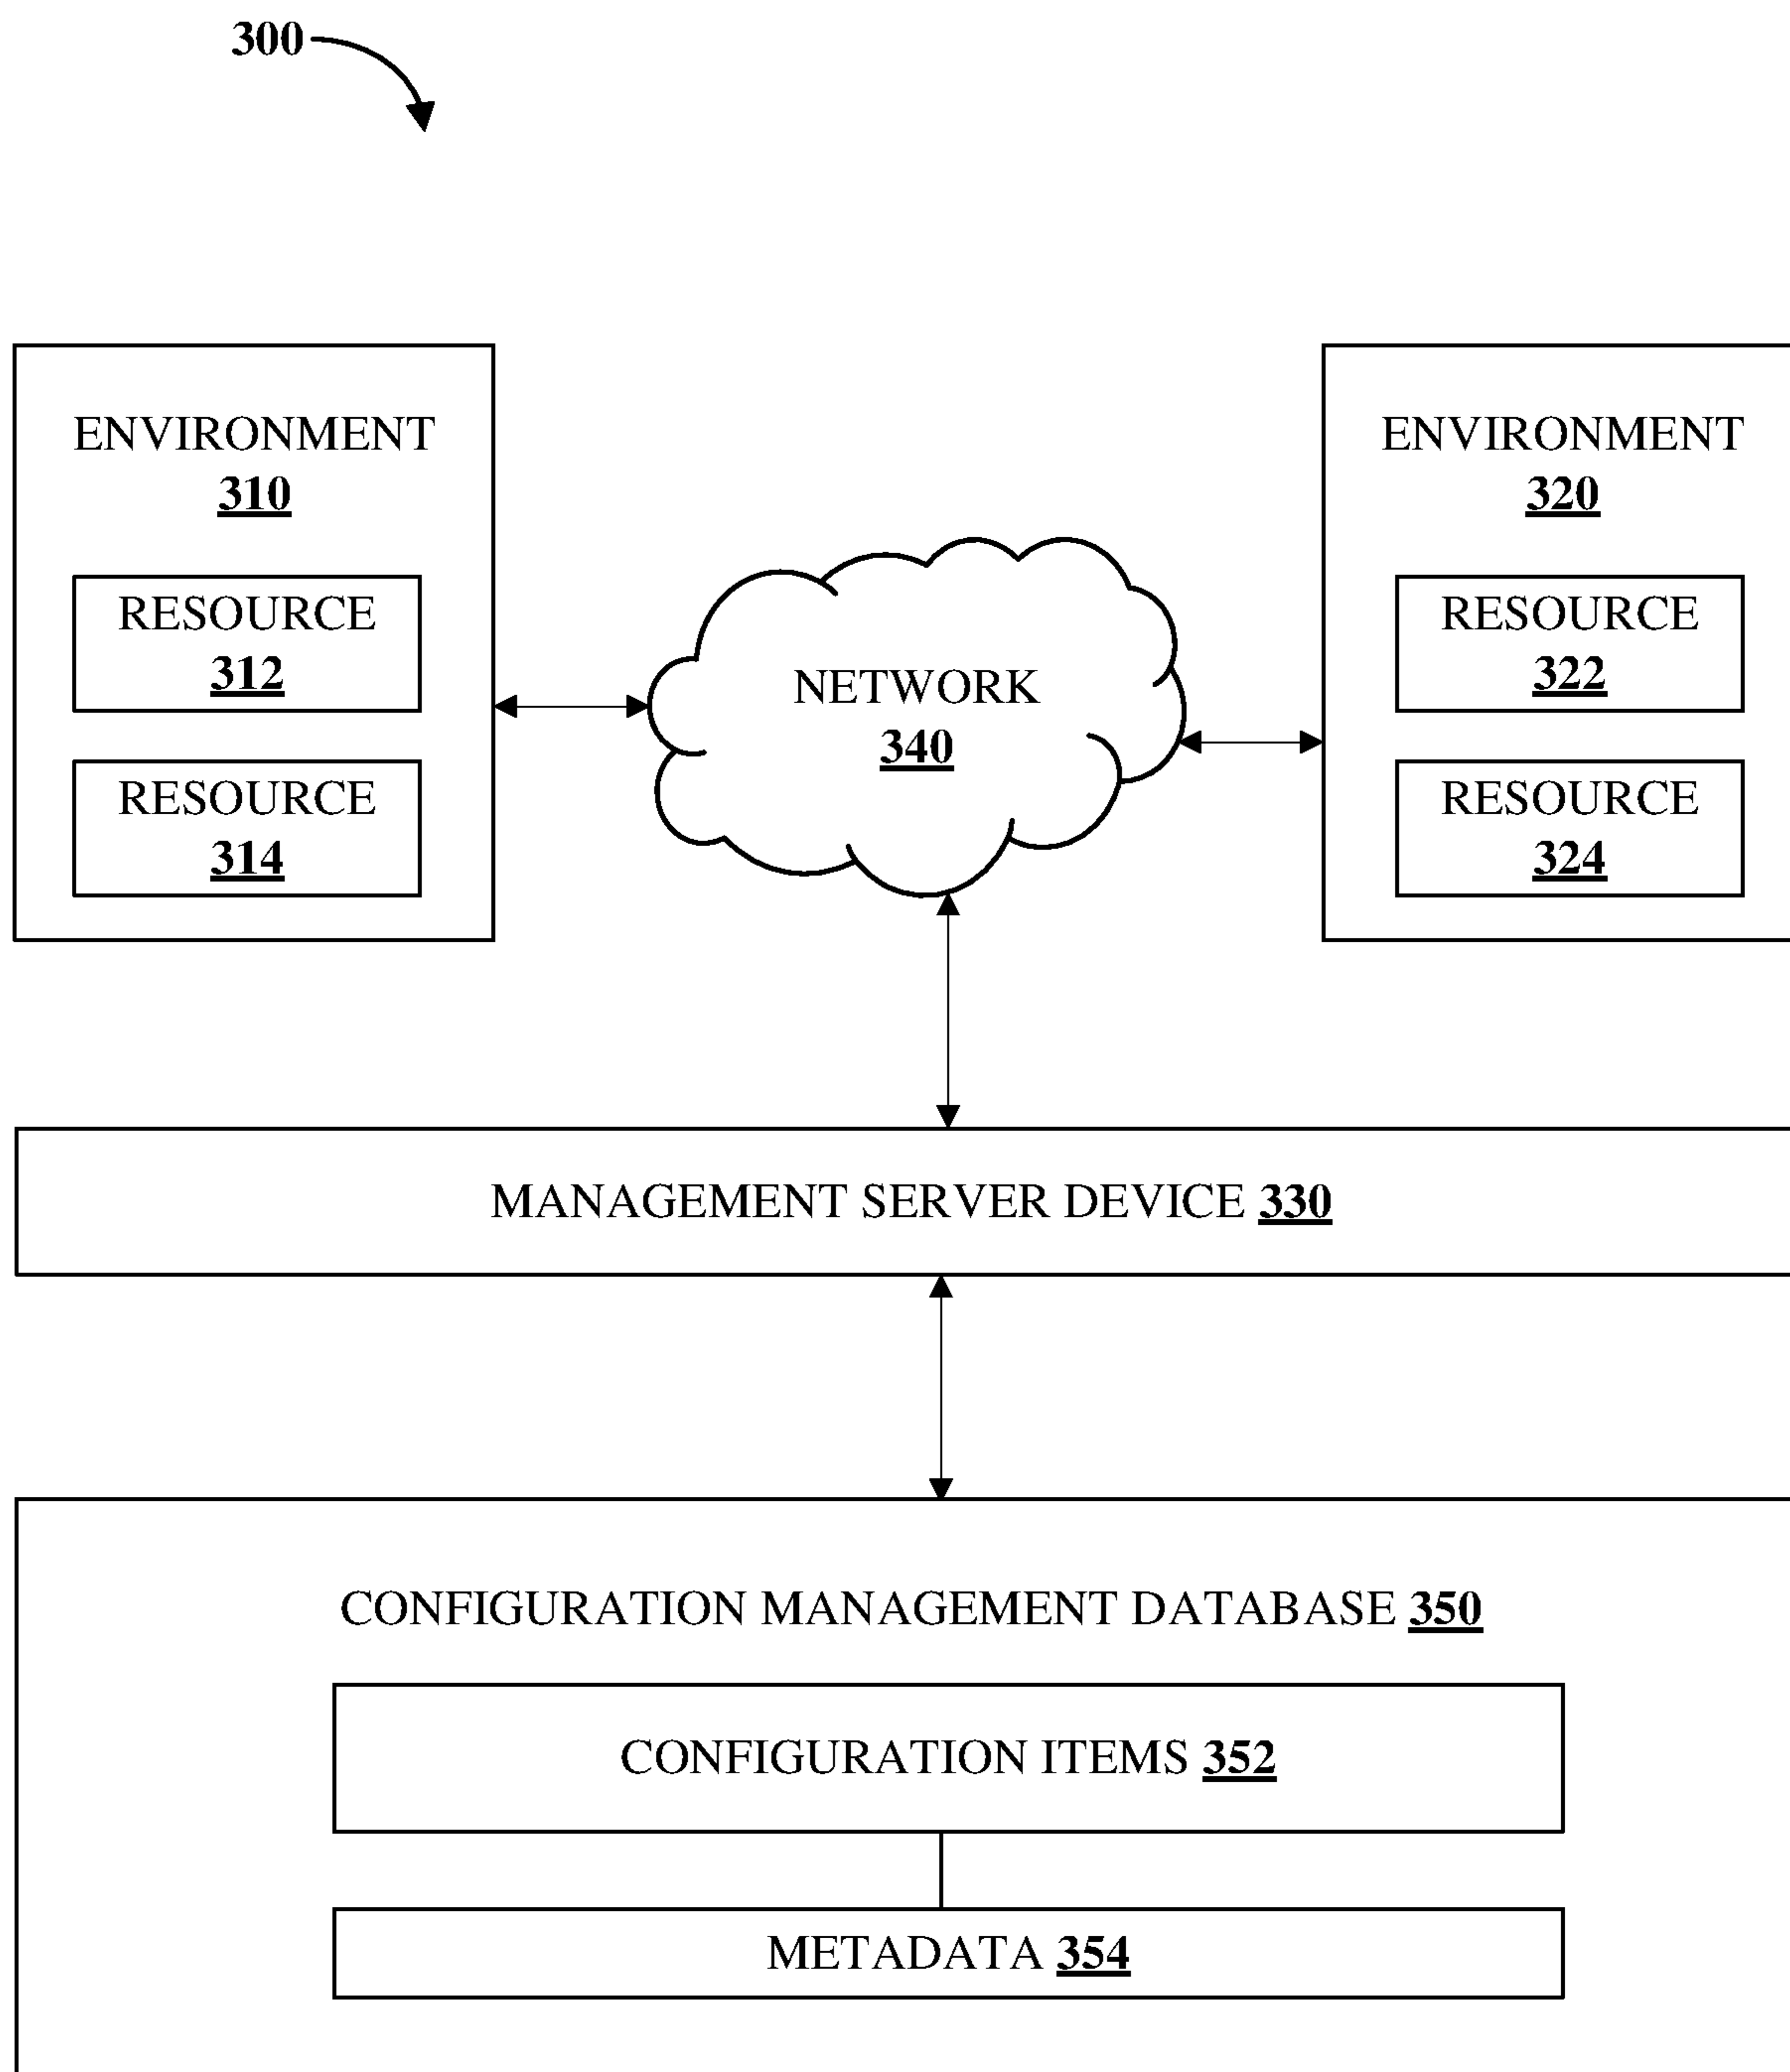 300
ENVIRONMENT
310
RESOURCE
312
RESOURCE
314
NETWORK
340
ENVIRONMENT
320
RESOURCE
322
RESOURCE
324
MANAGEMENT SERVER DEVICE 330
CONFIGURATION MANAGEMENT DATABASE 350
CONFIGURATION ITEMS 352
METADATA 354